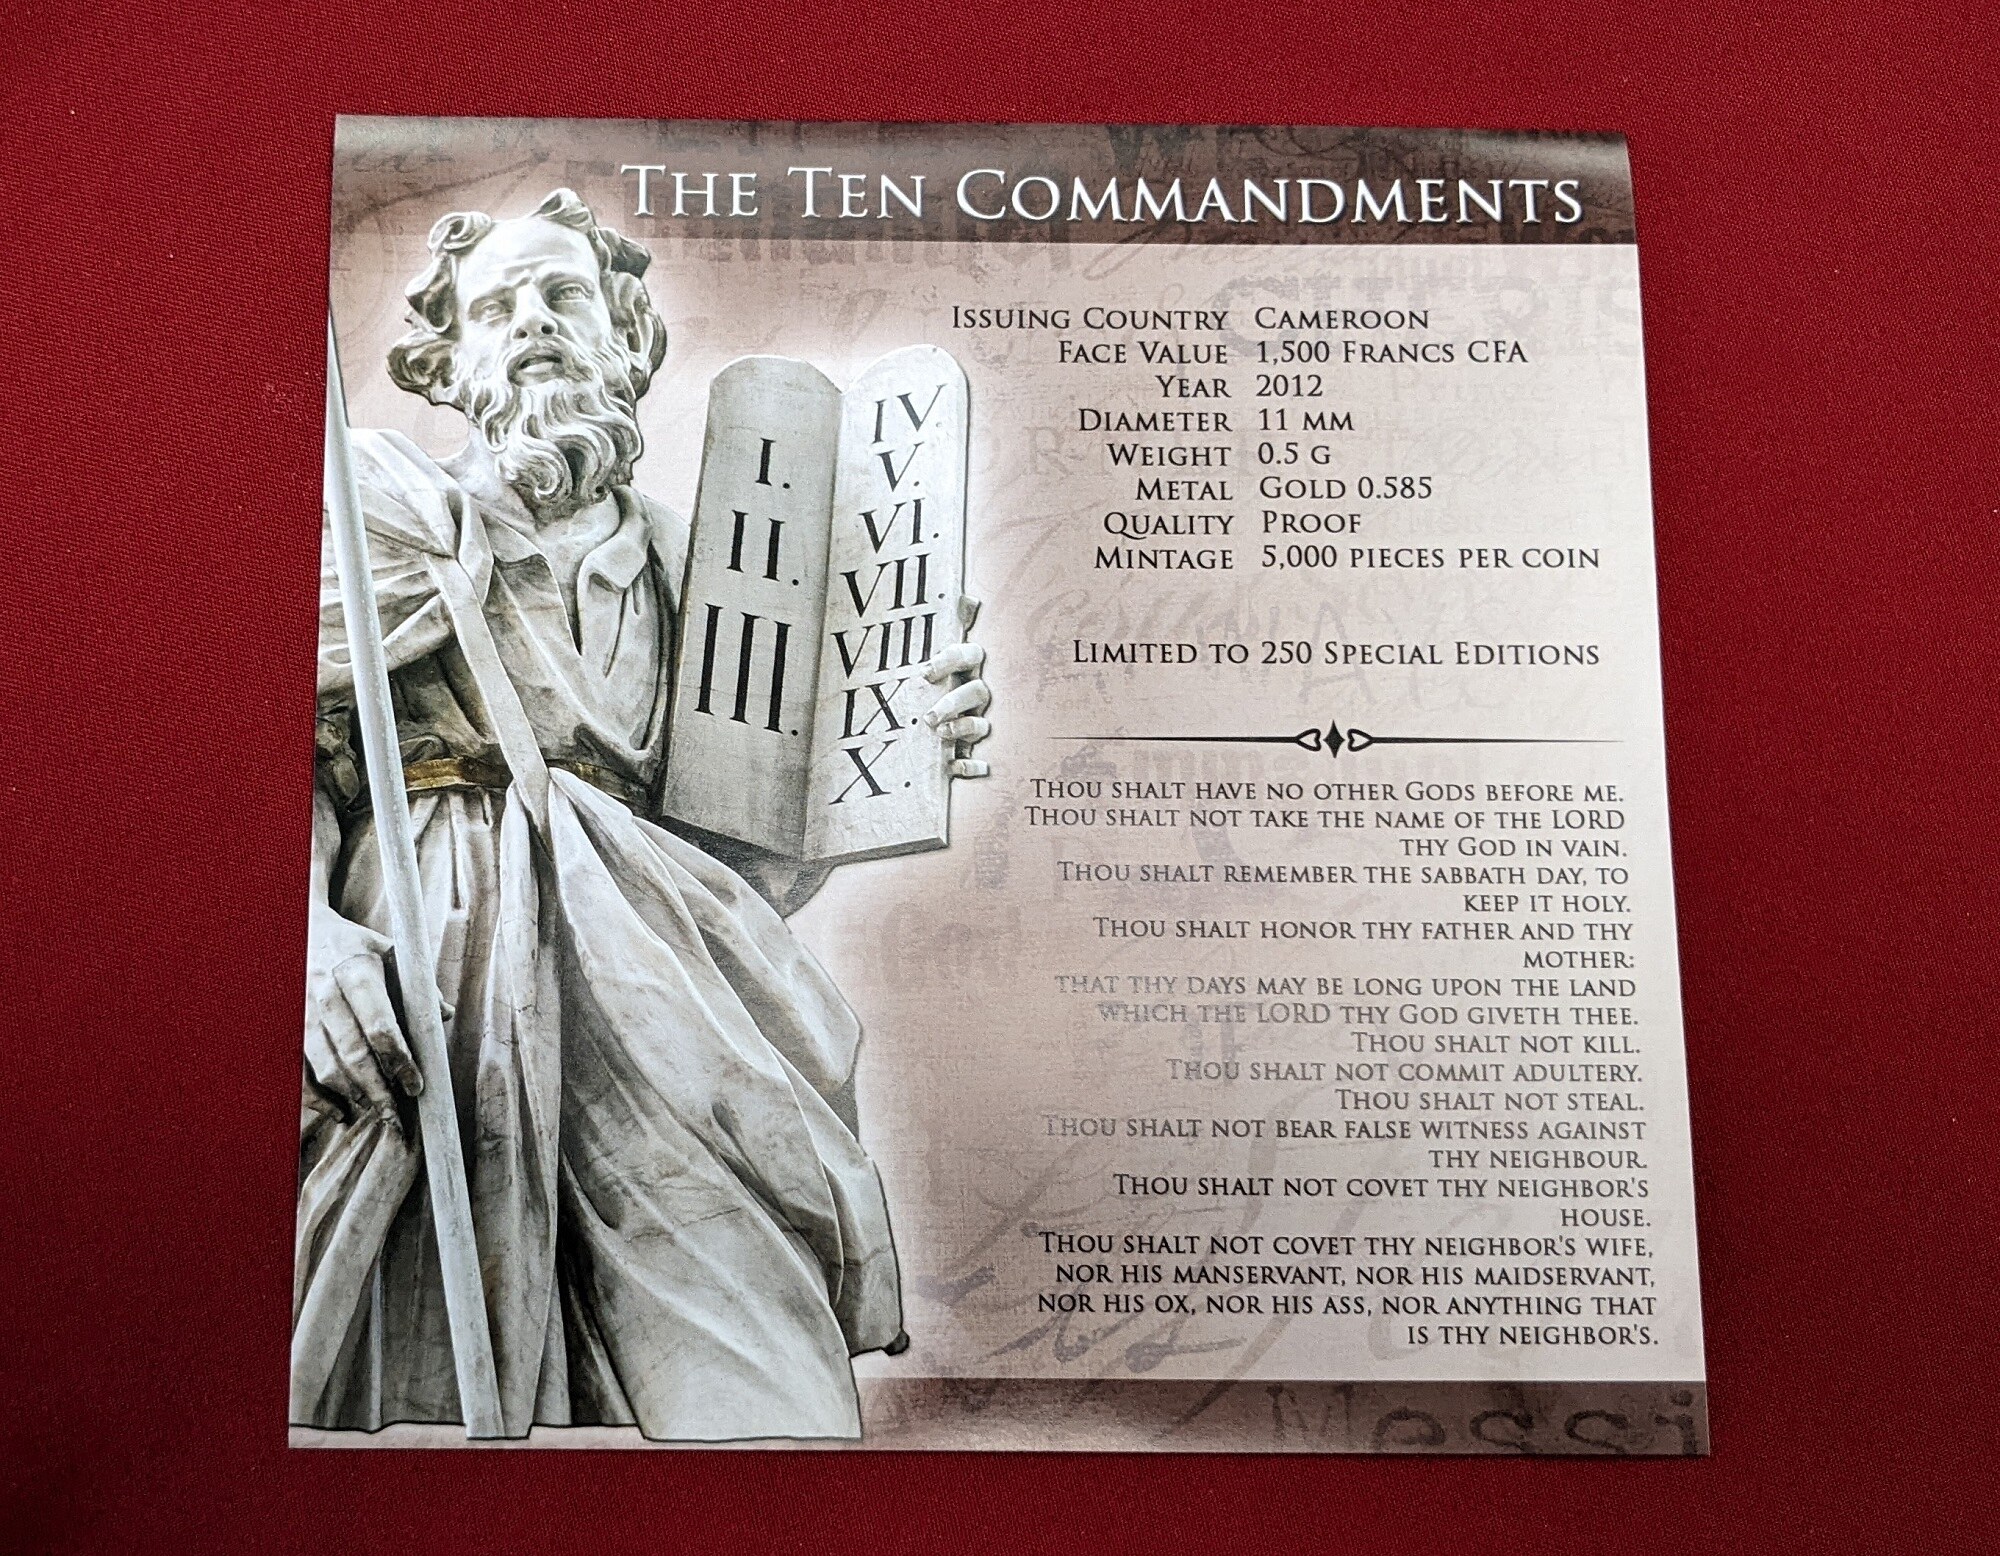 THE TEN COMMANDMENTS
ISSUING COUNTRY CAMEROON
FACE VALUE 1,500 FRANCS CFA
YEAR 2012
DIAMETER 11 MM
WEIGHT 0.5 G
METAL GOLD 0.585
QUALITY PROOF
MINTAGE 5,000 PIECES PER COIN
LIMITED TO 250 SPECIAL EDITIONS
I.
II.
III.
IV.
V.
VI.
VII.
VIII.
IX.
X.
THOU SHALT HAVE NO OTHER GODS BEFORE ME.
THOU SHALT NOT TAKE THE NAME OF THE LORD
THY GOD IN VAIN.
THOU SHALT REMEMBER THE SABBATH DAY, TO
KEEP IT HOLY.
THOU SHALT HONOR THY FATHER AND THY
MOTHER:
THAT THY DAYS MAY BE LONG UPON THE LAND
WHICH THE LORD THY GOD GIVETH THEE.
THOU SHALT NOT KILL.
THOU SHALT NOT COMMIT ADULTERY.
THOU SHALT NOT STEAL.
THOU SHALT NOT BEAR FALSE WITNESS AGAINST
THY NEIGHBOUR.
THOU SHALT NOT COVET THY NEIGHBOR'S
HOUSE.
THOU SHALT NOT COVET THY NEIGHBOR'S WIFE,
NOR HIS MANSERVANT, NOR HIS MAIDSERVANT,
NOR HIS OX, NOR HIS ASS, NOR ANYTHING THAT
IS THY NEIGHBOR'S.
Messi